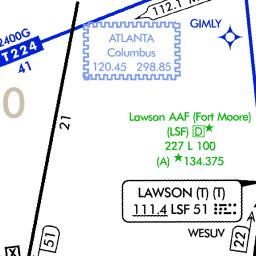 112.1
GIMLY
2400G
T224
41
ATLANTA
Columbus
120.45 298.85
0
21
Lawson AAF (Fort Moore)
(LSF) D★
227 L 100
(A) ★134.375
LAWSON (T) (T)
111.4 LSF 51
WESUV
51
22
X